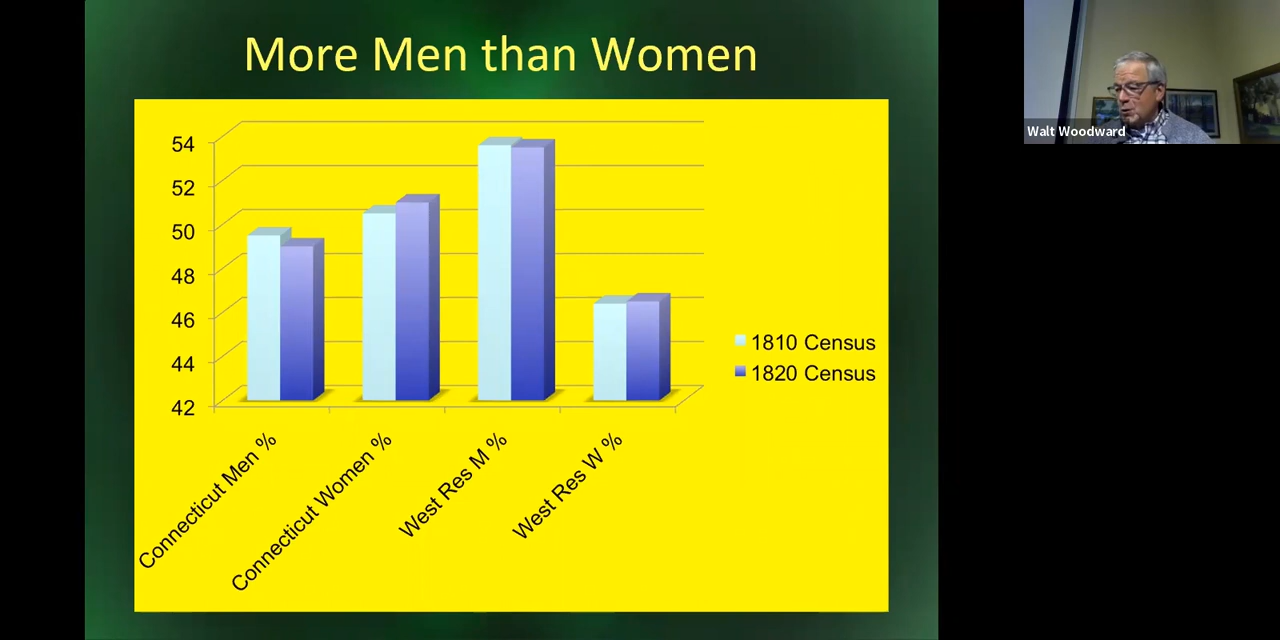 More Men than Women
Walt Woodward
54
52
50
48
46
44
42
1810 Census
1820 Census
Connecticut Men %
Connecticut Women %
West Res M %
West Res W %